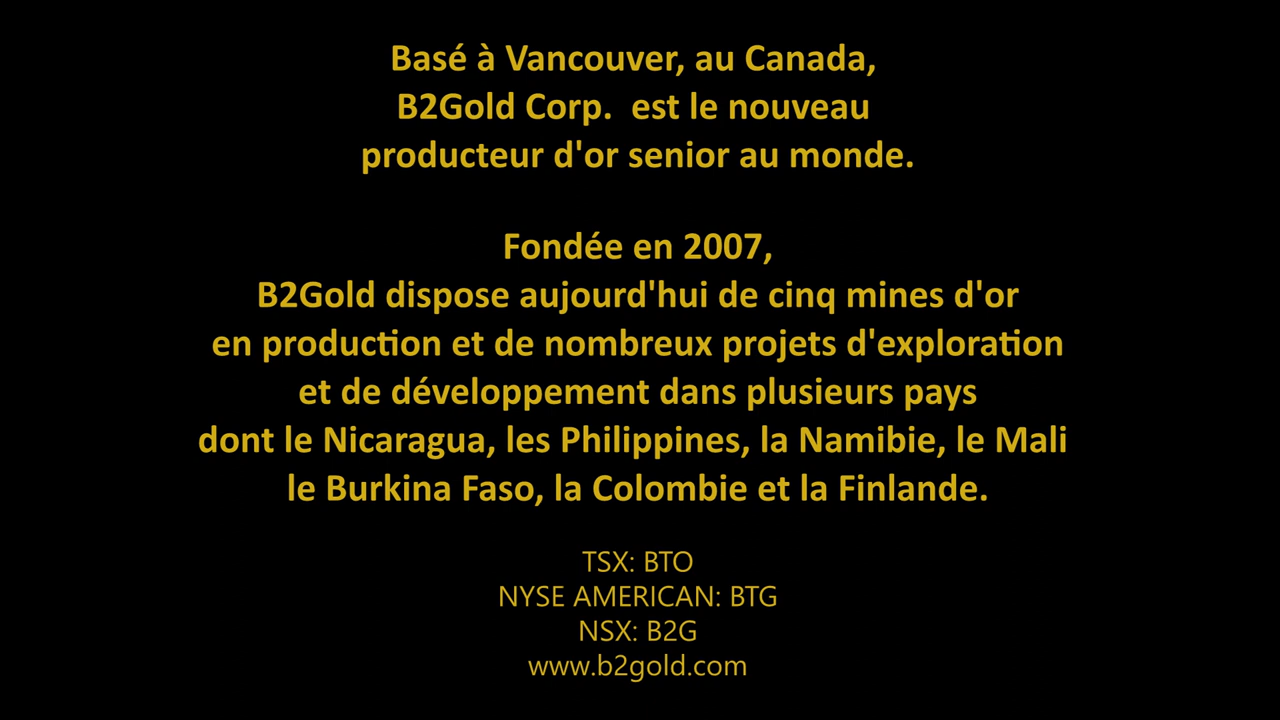 Basé à Vancouver, au Canada,
B2Gold Corp.  est le nouveau
producteur d'or senior au monde.
Fondée en 2007,
B2Gold dispose aujourd'hui de cinq mines d'or
en production et de nombreux projets d'exploration
et de développement dans plusieurs pays
dont le Nicaragua, les Philippines, la Namibie, le Mali
le Burkina Faso, la Colombie et la Finlande.
TSX: BTO
NYSE AMERICAN: BTG
NSX: B2G
www.b2gold.com